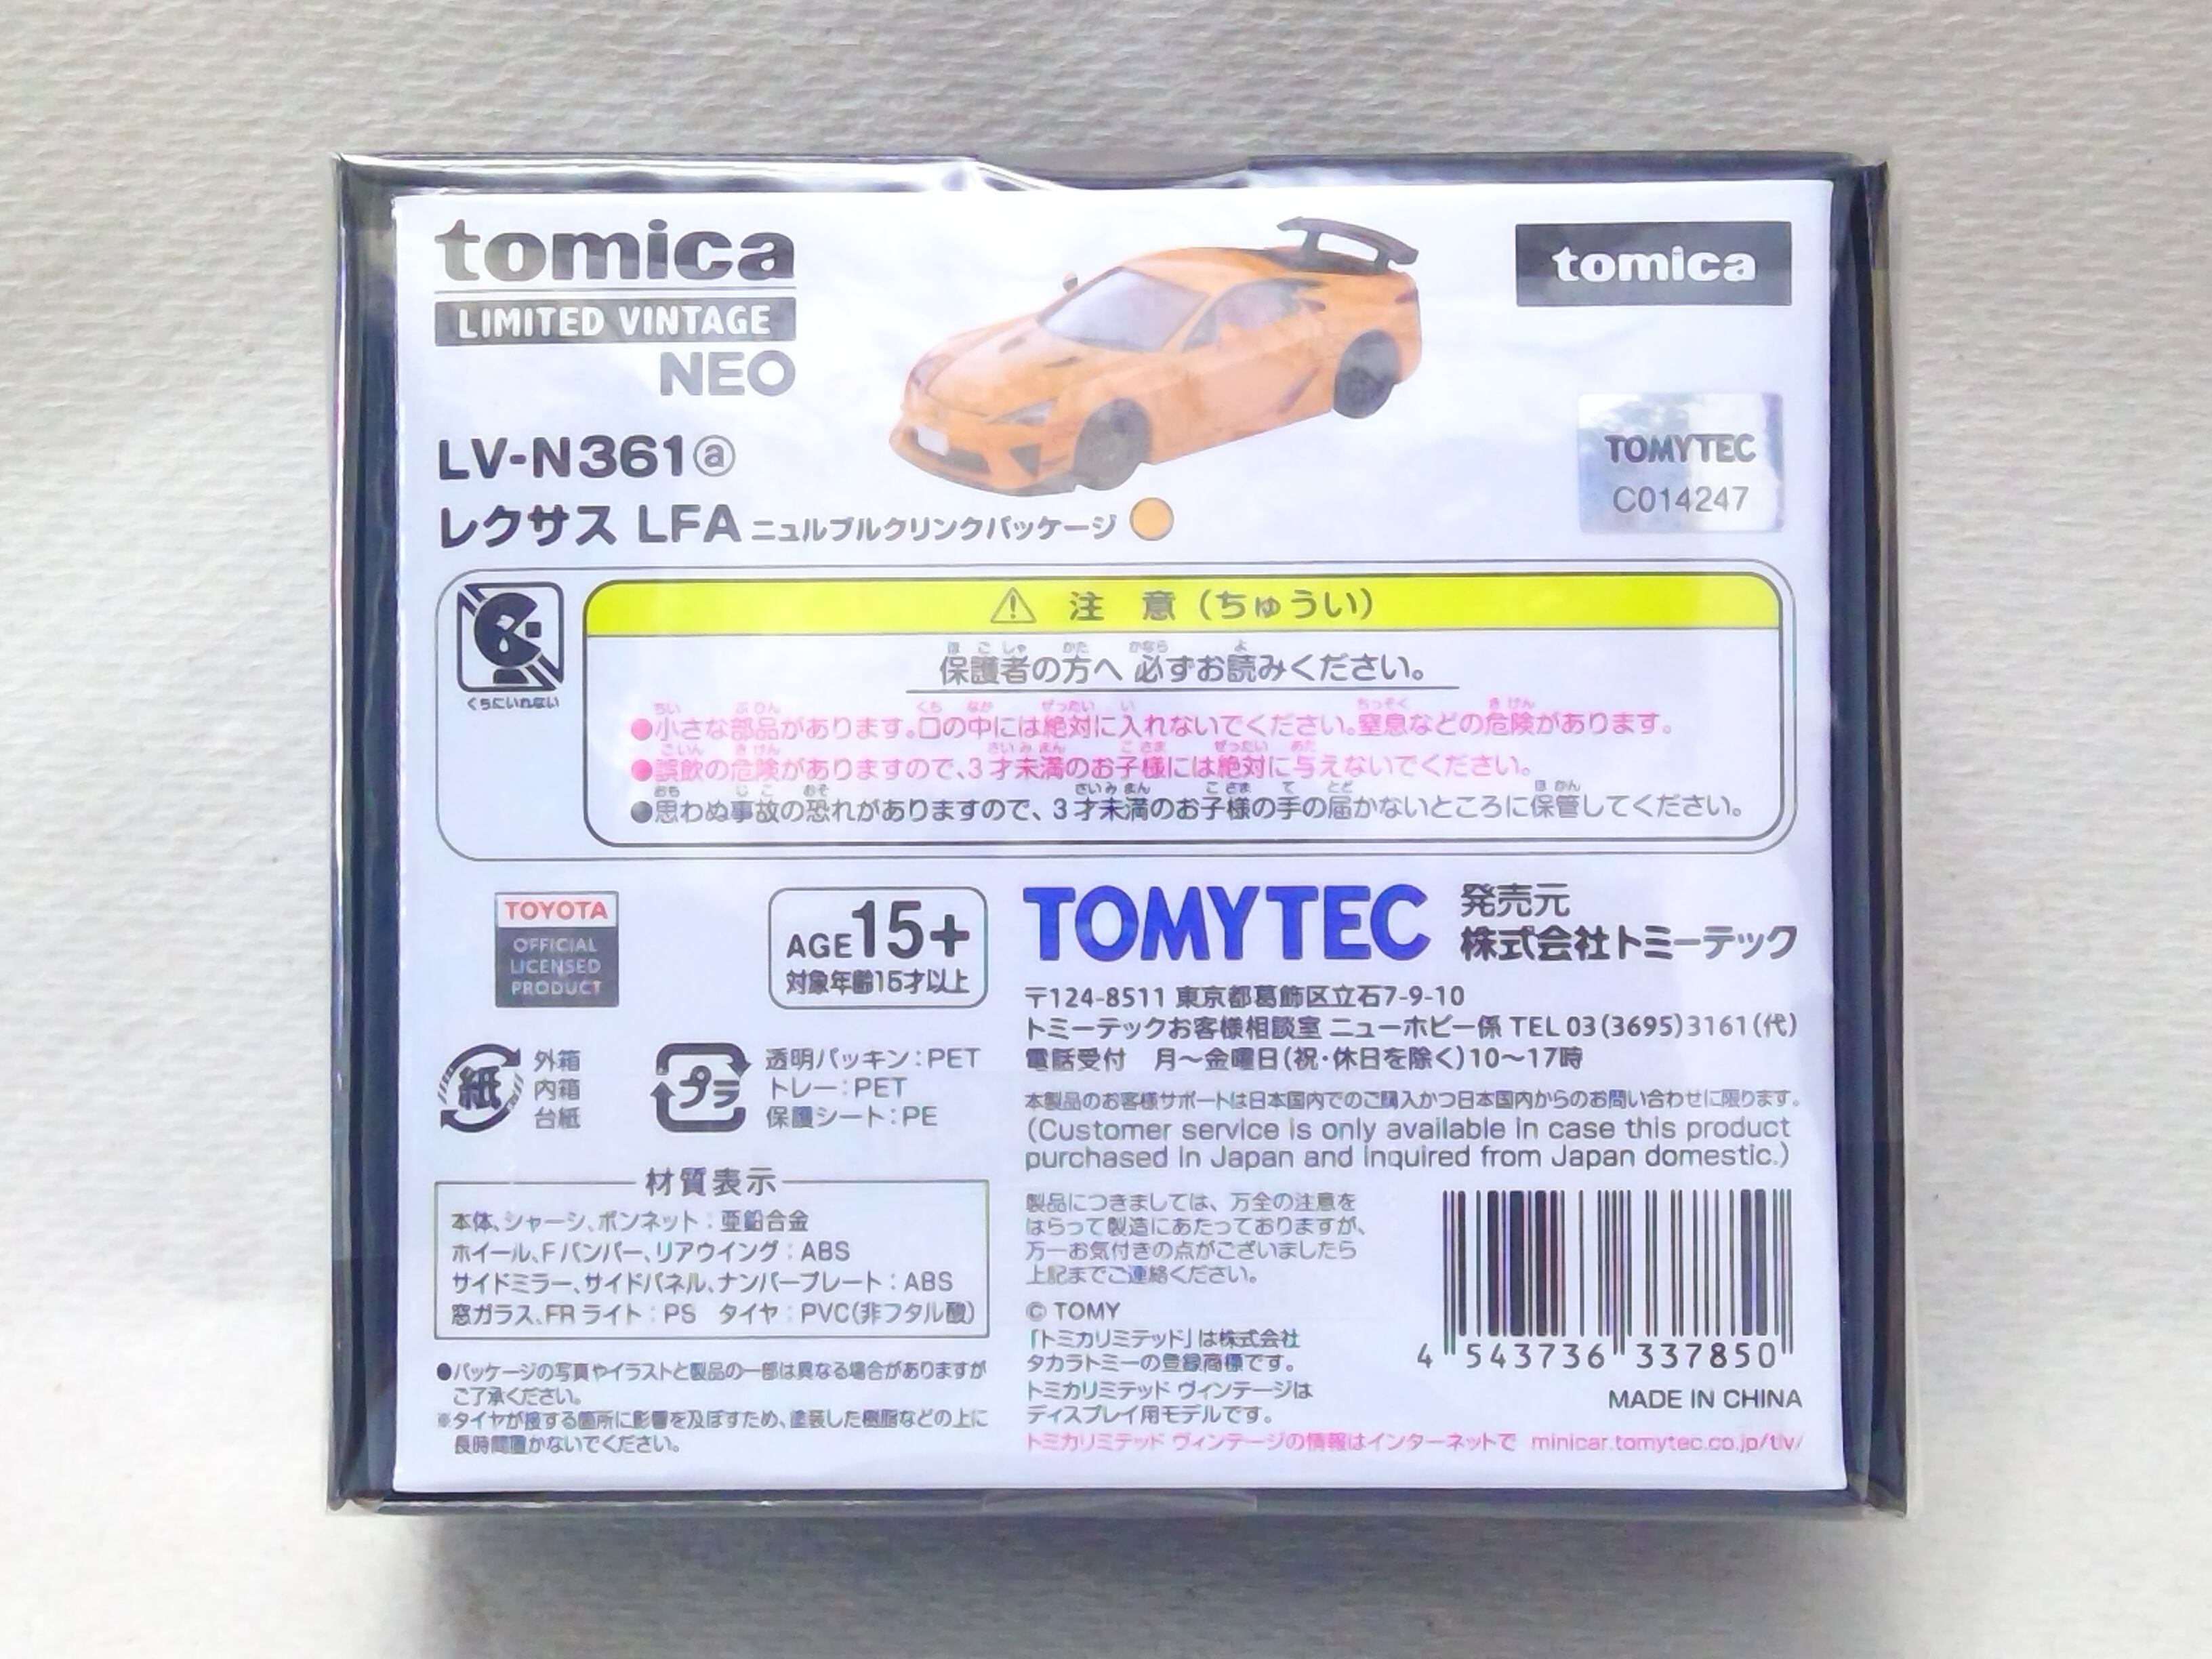 tomica
LIMITED VINTAGE
NEO
tomica
LV-N361ⓐ
レクサス LFA ニュルブルクリンクパッケージ
TOMYTEC
C014247
⚠ 注 意 (ちゅうい)
くちにいれない
保護者の方へ 必ずお読みください。
●小さな部品があります。口の中には絶対に入れないでください。窒息などの危険があります。
●誤飲の危険がありますので、3才未満のお子様には絶対に与えないでください。
●思わぬ事故の恐れがありますので、3才未満のお子様の手の届かないところに保管してください。
TOYOTA
OFFICIAL
LICENSED
PRODUCT
AGE15+
対象年齢15才以上
TOMYTEC
発売元
株式会社トミーテック
〒124-8511 東京都葛飾区立石7-9-10
トミーテックお客様相談室 ニューホビー係 TEL 03(3695)3161(代)
電話受付 月〜金曜日(祝・休日を除く)10〜17時
紙
外箱
内箱
台紙
プラ
透明パッキン:PET
トレー:PET
保護シート:PE
本製品のお客様サポートは日本国内でのご購入かつ日本国内からのお問い合わせに限ります。
(Customer service is only available in case this product
purchased in Japan and inquired from Japan domestic.)
材質表示
本体、シャーシ、ボンネット:亜鉛合金
ホイール、Fバンパー、リアウイング:ABS
サイドミラー、サイドパネル、ナンバープレート:ABS
窓ガラス、FRライト:PS タイヤ:PVC(非フタル酸)
●パッケージの写真やイラストと製品の一部は異なる場合がありますが
ご了承ください。
※タイヤが接する箇所に影響を及ぼすため、塗装した樹脂などの上に
長時間置かないでください。
製品につきましては、万全の注意を
はらって製造にあたっておりますが、
万一お気付きの点がございましたら
上記までご連絡ください。
© TOMY
「トミカリミテッド」は株式会社
タカラトミーの登録商標です。
トミカリミテッド ヴィンテージは
ディスプレイ用モデルです。
4 543736 337850
MADE IN CHINA
トミカリミテッド ヴィンテージの情報はインターネットで minicar.tomytec.co.jp/tlv/